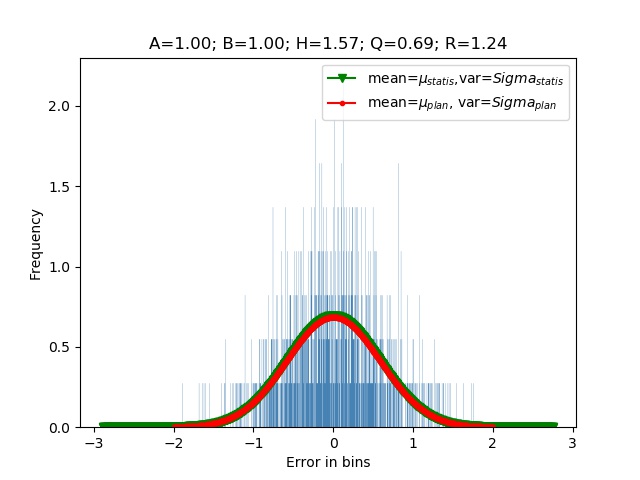 A=1.00; B=1.00; H=1.57; Q=0.69; R=1.24
mean=μstatis,var=Sigmastatis
mean=μplan, var=Sigmaplan
2.0
1.5
1.0
0.5
0.0
Frequency
−3 −2 −1 0 1 2 3
Error in bins